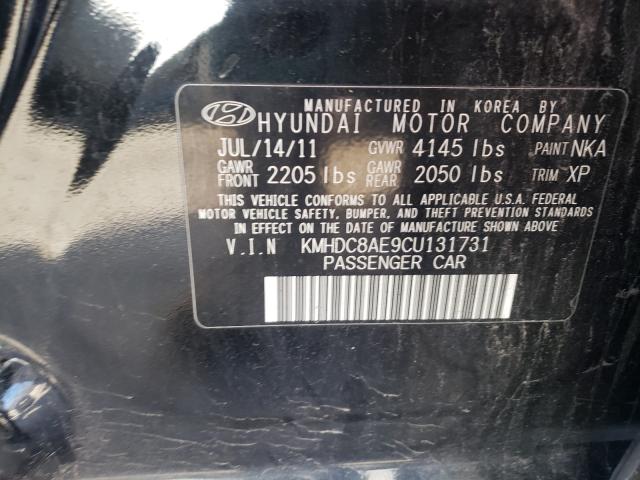 MANUFACTURED IN KOREA BY
HYUNDAI MOTOR COMPANY
JUL/14/11 GVWR 4145 lbs PAINT NKA
GAWR FRONT 2205 lbs GAWR REAR 2050 lbs TRIM XP
THIS VEHICLE CONFORMS TO ALL APPLICABLE U.S.A. FEDERAL
MOTOR VEHICLE SAFETY, BUMPER, AND THEFT PREVENTION STANDARDS
IN EFFECT ON THE DATE OF MANUFACTURE SHOWN ABOVE
V.I.N KMHDC8AE9CU131731
PASSENGER CAR